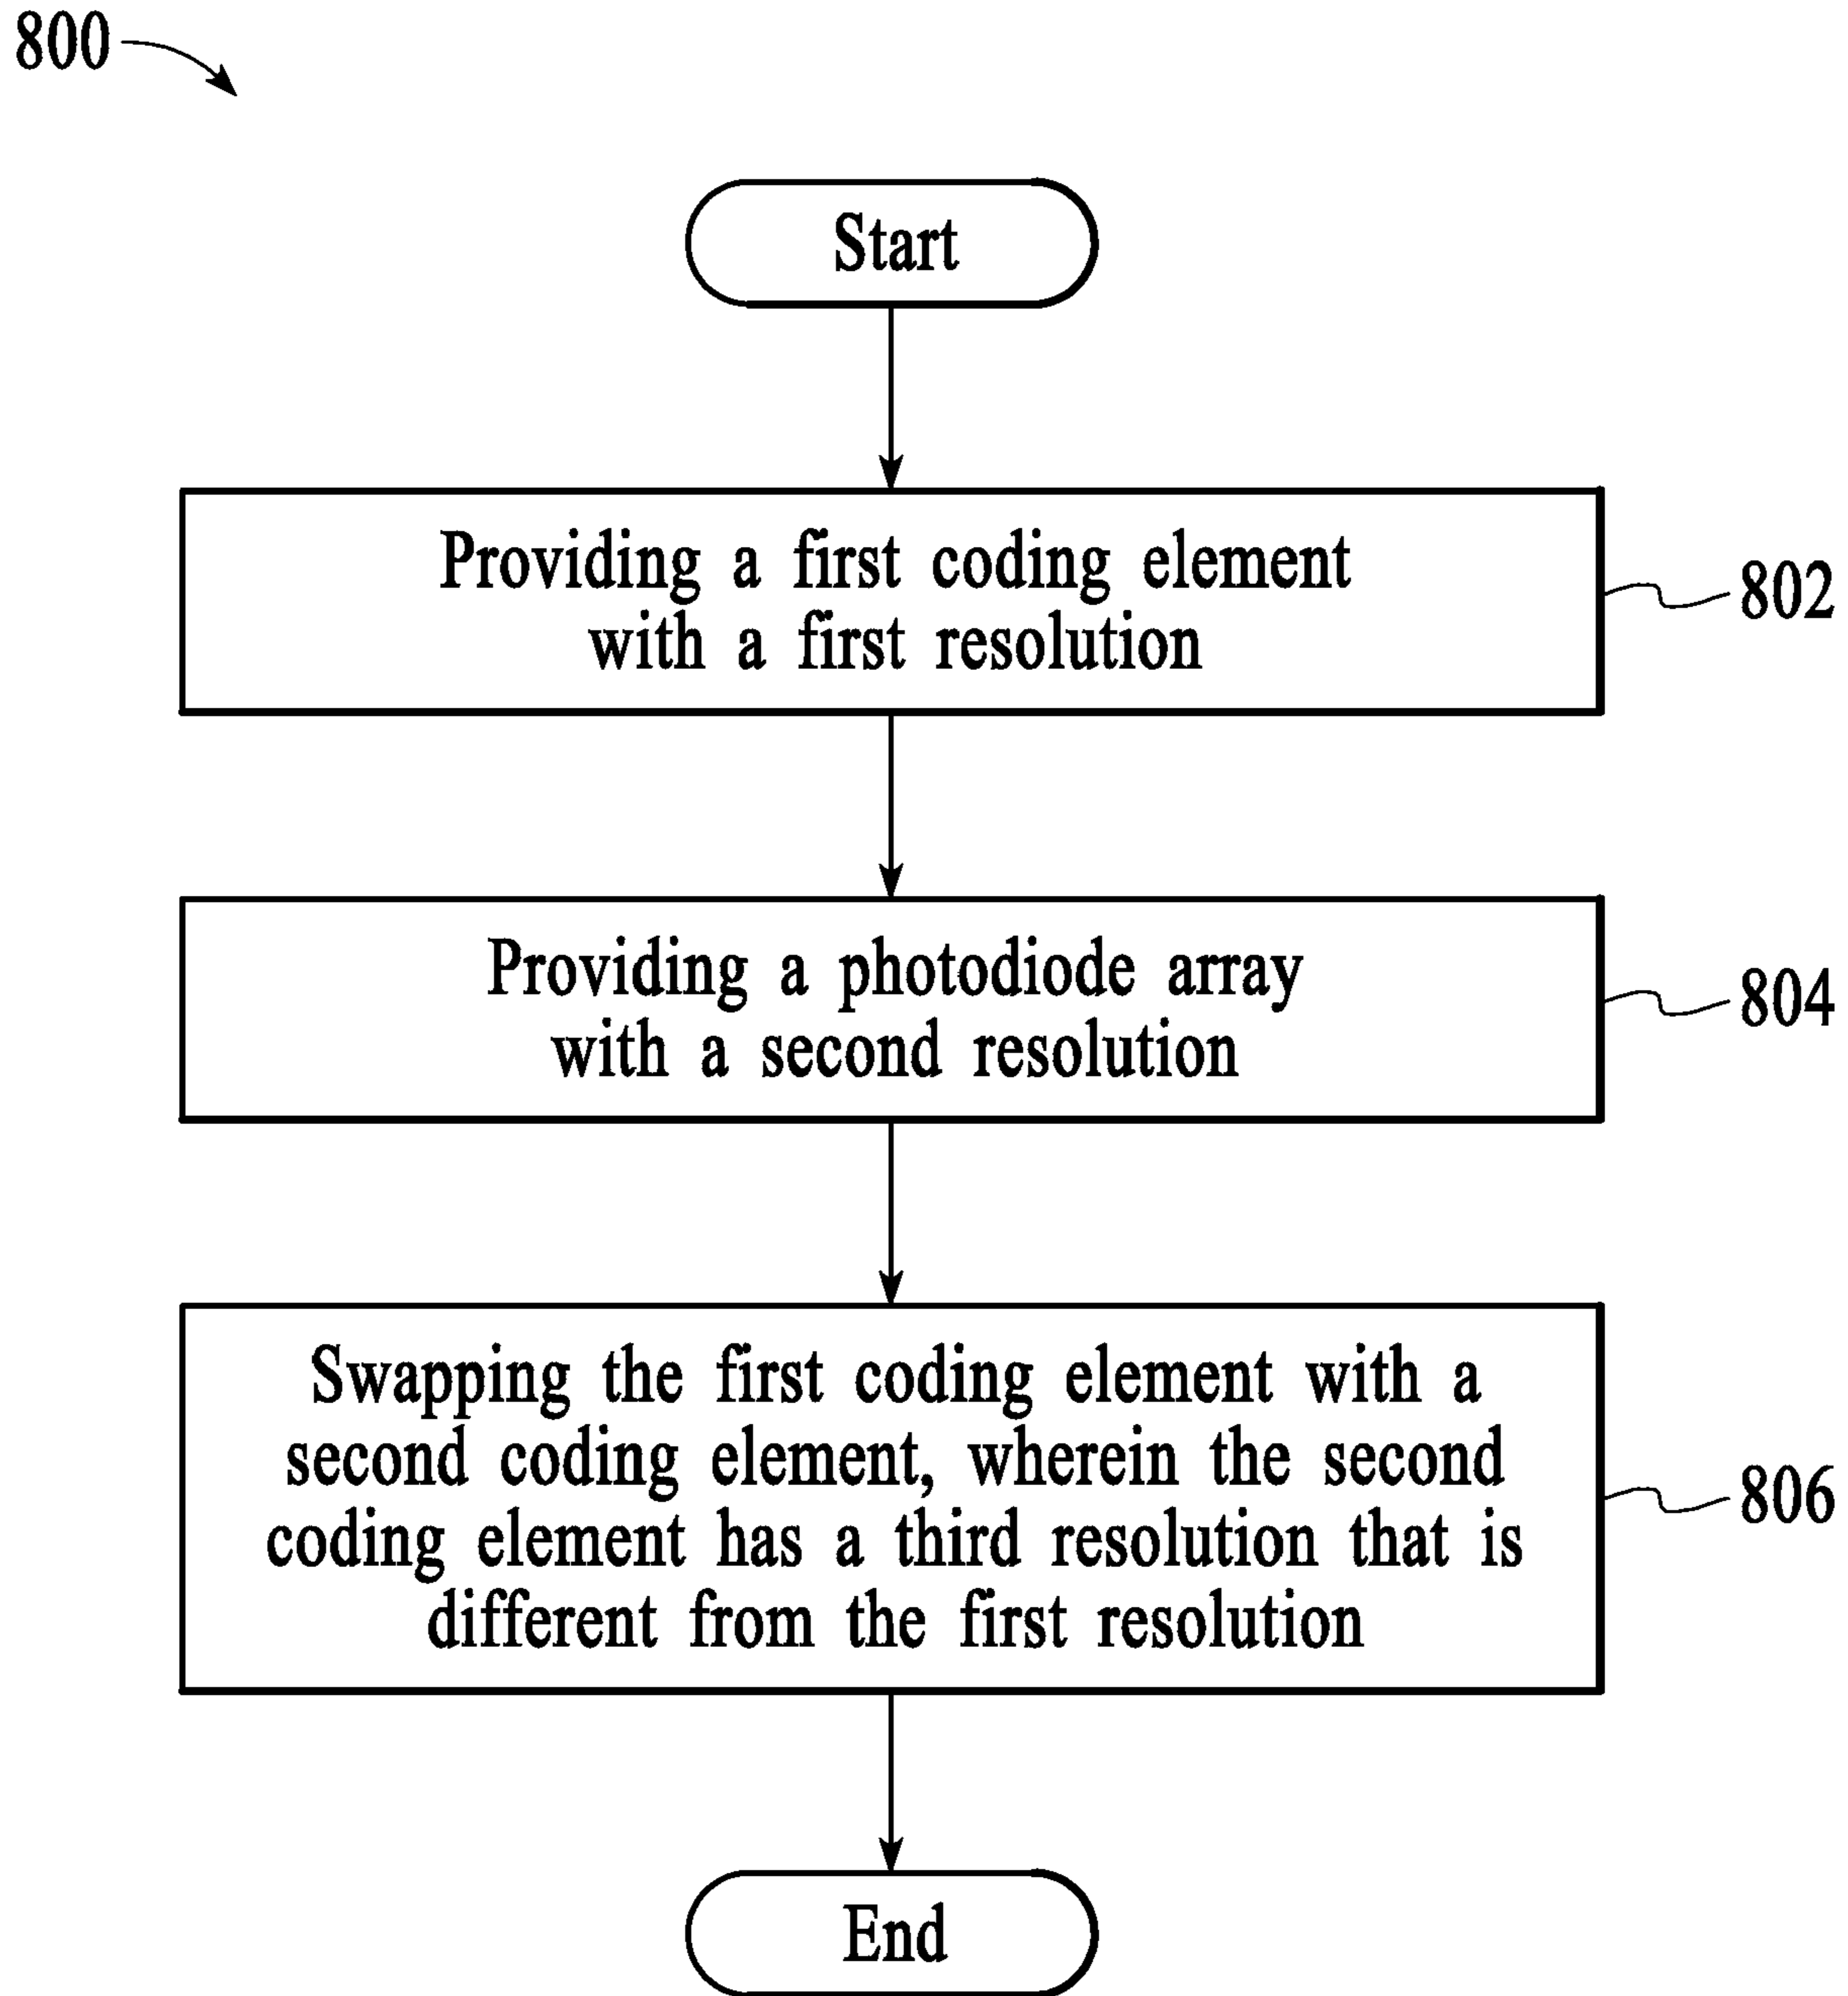 800
Start
Providing a first coding element
with a first resolution
802
Providing a photodiode array
with a second resolution
804
Swapping the first coding element with a
second coding element, wherein the second
coding element has a third resolution that is
different from the first resolution
806
End